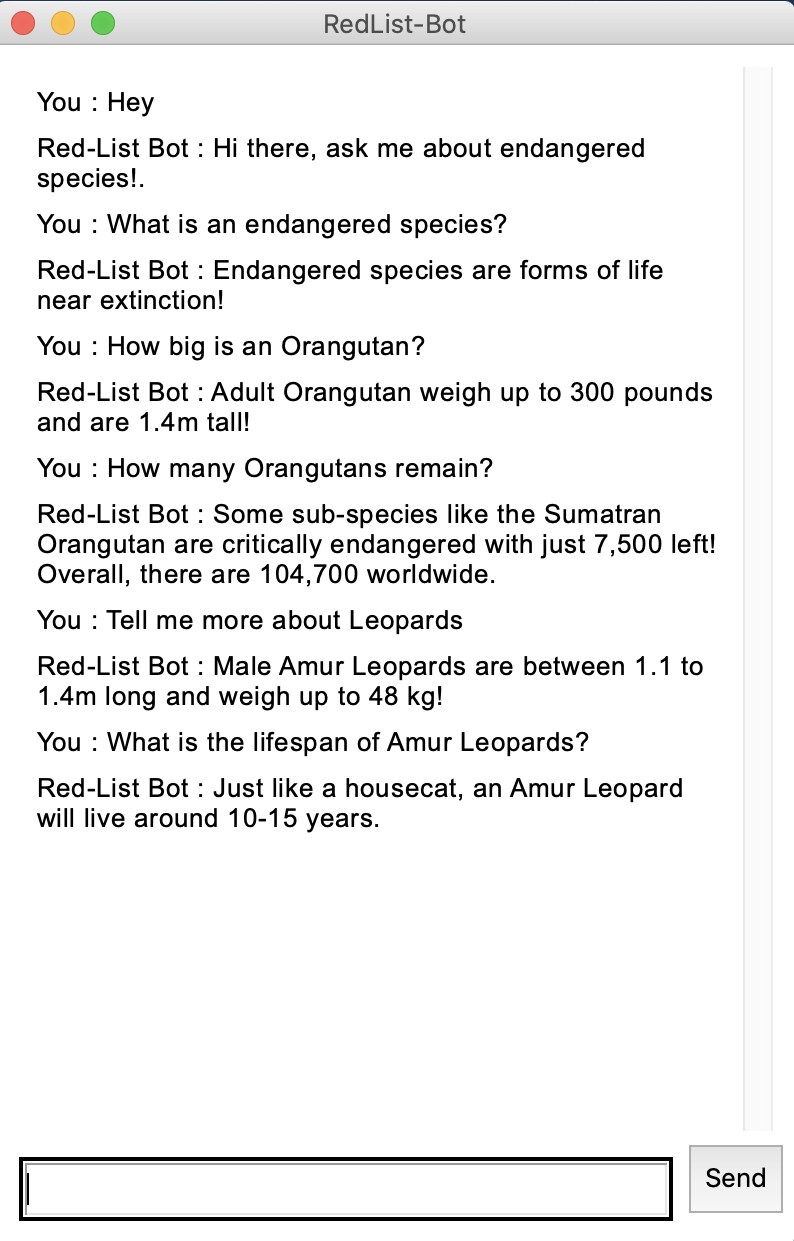 RedList-Bot
You : Hey
Red-List Bot : Hi there, ask me about endangered
species!.
You : What is an endangered species?
Red-List Bot : Endangered species are forms of life
near extinction!
You : How big is an Orangutan?
Red-List Bot : Adult Orangutan weigh up to 300 pounds
and are 1.4m tall!
You : How many Orangutans remain?
Red-List Bot : Some sub-species like the Sumatran
Orangutan are critically endangered with just 7,500 left!
Overall, there are 104,700 worldwide.
You : Tell me more about Leopards
Red-List Bot : Male Amur Leopards are between 1.1 to
1.4m long and weigh up to 48 kg!
You : What is the lifespan of Amur Leopards?
Red-List Bot : Just like a housecat, an Amur Leopard
will live around 10-15 years.
Send